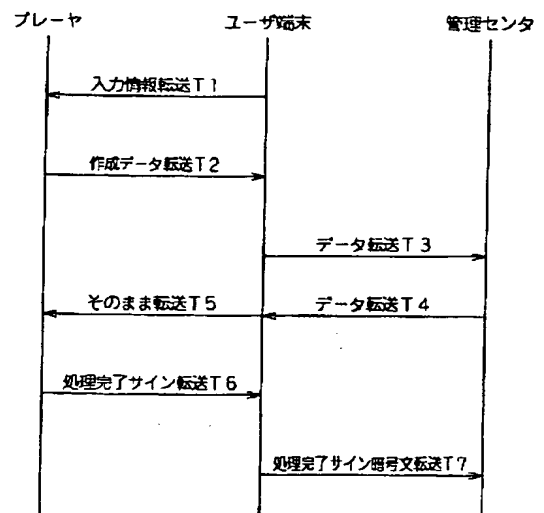 プレーヤ
ユーザ端末
管理センタ
入力情報転送T1
作成データ転送T2
データ転送T3
そのまま転送T5
データ転送T4
処理完了サイン転送T6
処理完了サイン暗号文転送T7